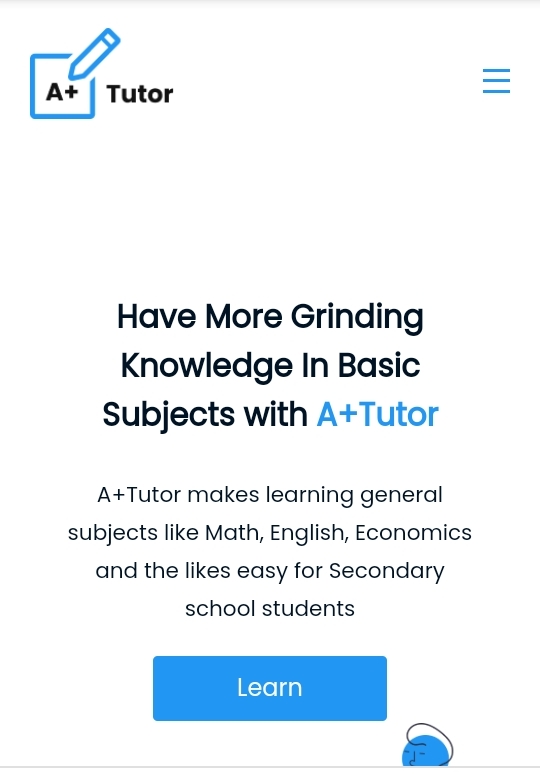 A+ Tutor
Have More Grinding
Knowledge In Basic
Subjects with A+Tutor
A+Tutor makes learning general
subjects like Math, English, Economics
and the likes easy for Secondary
school students
Learn